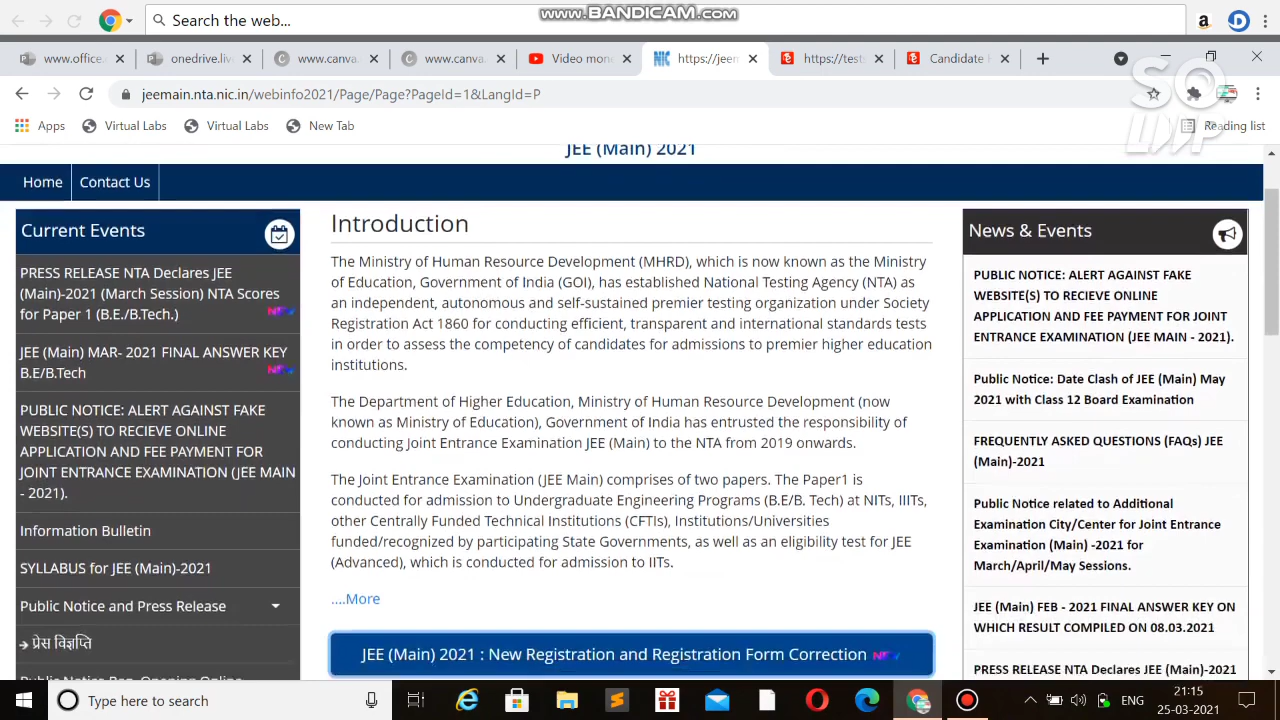 www.BANDICAM.com
Search the web...
www.office
onedrive.li
www.canva.
www.canva.
Video mon
https://jeem
https://test
Candidate
jeemain.nta.nic.in/webinfo2021/Page/Page?PageId=1&LangId=P
Apps
Virtual Labs
Virtual Labs
New Tab
Reading list
JEE (Main) 2021
Home
Contact Us
Current Events
PRESS RELEASE NTA Declares JEE
(Main)-2021 (March Session) NTA Scores
for Paper 1 (B.E./B.Tech.)
JEE (Main) MAR- 2021 FINAL ANSWER KEY
B.E/B.Tech
PUBLIC NOTICE: ALERT AGAINST FAKE
WEBSITE(S) TO RECIEVE ONLINE
APPLICATION AND FEE PAYMENT FOR
JOINT ENTRANCE EXAMINATION (JEE MAIN
- 2021).
Information Bulletin
SYLLABUS for JEE (Main)-2021
Public Notice and Press Release
प्रेस विज्ञप्ति
Introduction
The Ministry of Human Resource Development (MHRD), which is now known as the Ministry
of Education, Government of India (GOI), has established National Testing Agency (NTA) as
an independent, autonomous and self-sustained premier testing organization under Society
Registration Act 1860 for conducting efficient, transparent and international standards tests
in order to assess the competency of candidates for admissions to premier higher education
institutions.
The Department of Higher Education, Ministry of Human Resource Development (now
known as Ministry of Education), Government of India has entrusted the responsibility of
conducting Joint Entrance Examination JEE (Main) to the NTA from 2019 onwards.
The Joint Entrance Examination (JEE Main) comprises of two papers. The Paper1 is
conducted for admission to Undergraduate Engineering Programs (B.E/B. Tech) at NITs, IIITs,
other Centrally Funded Technical Institutions (CFTIs), Institutions/Universities
funded/recognized by participating State Governments, as well as an eligibility test for JEE
(Advanced), which is conducted for admission to IITs.
....More
JEE (Main) 2021 : New Registration and Registration Form Correction
News & Events
PUBLIC NOTICE: ALERT AGAINST FAKE
WEBSITE(S) TO RECIEVE ONLINE
APPLICATION AND FEE PAYMENT FOR JOINT
ENTRANCE EXAMINATION (JEE MAIN - 2021).
Public Notice: Date Clash of JEE (Main) May
2021 with Class 12 Board Examination
FREQUENTLY ASKED QUESTIONS (FAQs) JEE
(Main)-2021
Public Notice related to Additional
Examination City/Center for Joint Entrance
Examination (Main) -2021 for
March/April/May Sessions.
JEE (Main) FEB - 2021 FINAL ANSWER KEY ON
WHICH RESULT COMPILED ON 08.03.2021
PRESS RELEASE NTA Declares JEE (Main)-2021
Type here to search
ENG
21:15
25-03-2021